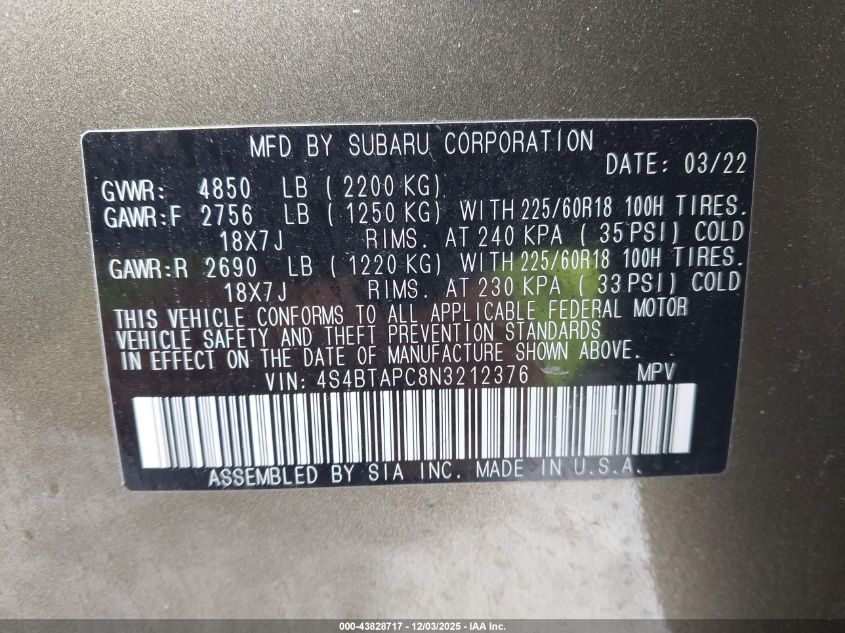 MFD BY SUBARU CORPORATION
DATE: 03/22
GVWR: 4850 LB ( 2200 KG)
GAWR:F 2756 LB ( 1250 KG) WITH 225/60R18 100H TIRES.
18X7J RIMS. AT 240 KPA ( 35 PSI) COLD
GAWR:R 2690 LB ( 1220 KG) WITH 225/60R18 100H TIRES.
18X7J RIMS. AT 230 KPA ( 33 PSI) COLD
THIS VEHICLE CONFORMS TO ALL APPLICABLE FEDERAL MOTOR
VEHICLE SAFETY AND THEFT PREVENTION STANDARDS
IN EFFECT ON THE DATE OF MANUFACTURE SHOWN ABOVE.
VIN: 4S4BTAPC8N3212376 MPV
ASSEMBLED BY SIA INC. MADE IN U.S.A.
000-43828717 - 12/03/2025 - IAA Inc.